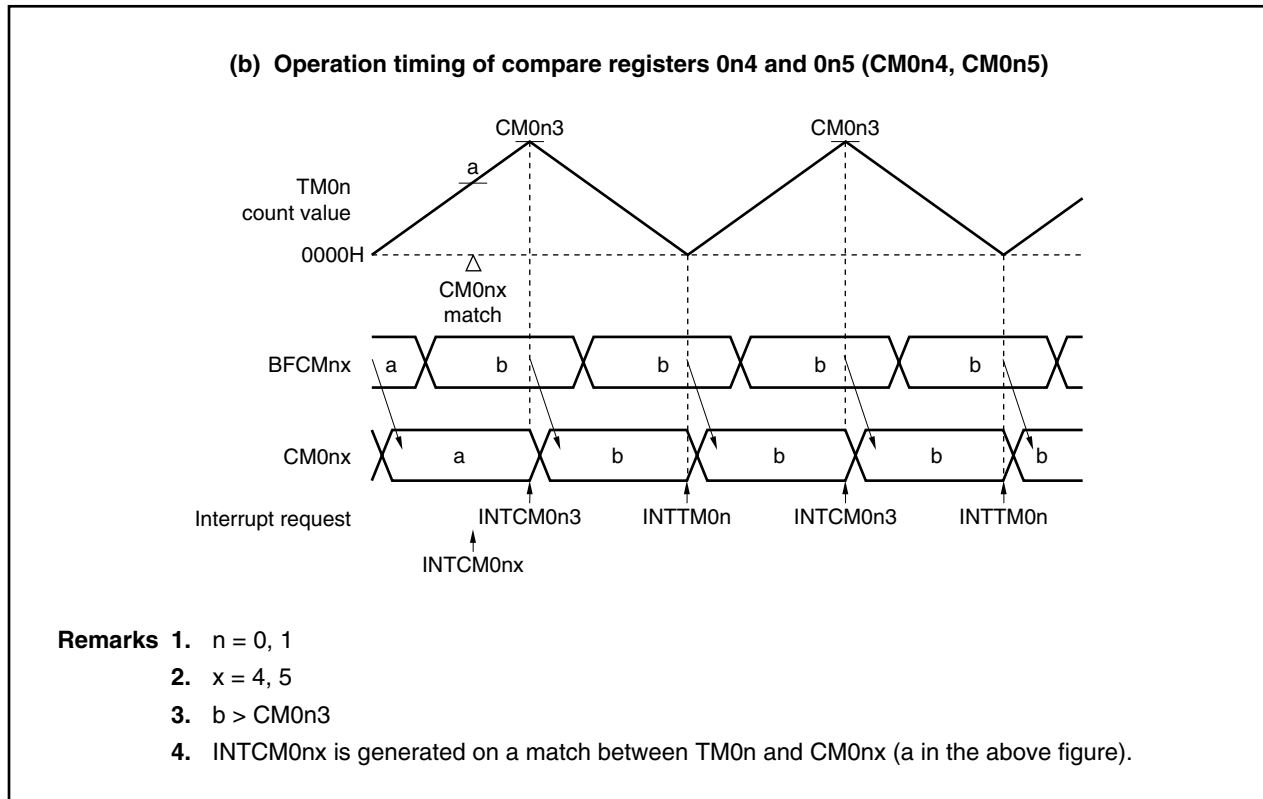 (b) Operation timing of compare registers 0n4 and 0n5 (CM0n4, CM0n5)
CM0n3
CM0n3
a
TM0n
count value
0000H
CM0nx
match
BFCMnx
a
b
b
b
b
CM0nx
a
b
b
b
b
Interrupt request
INTCM0n3
INTTM0n
INTCM0n3
INTTM0n
INTCM0nx
Remarks 1. n = 0, 1
2. x = 4, 5
3. b > CM0n3
4. INTCM0nx is generated on a match between TM0n and CM0nx (a in the above figure).